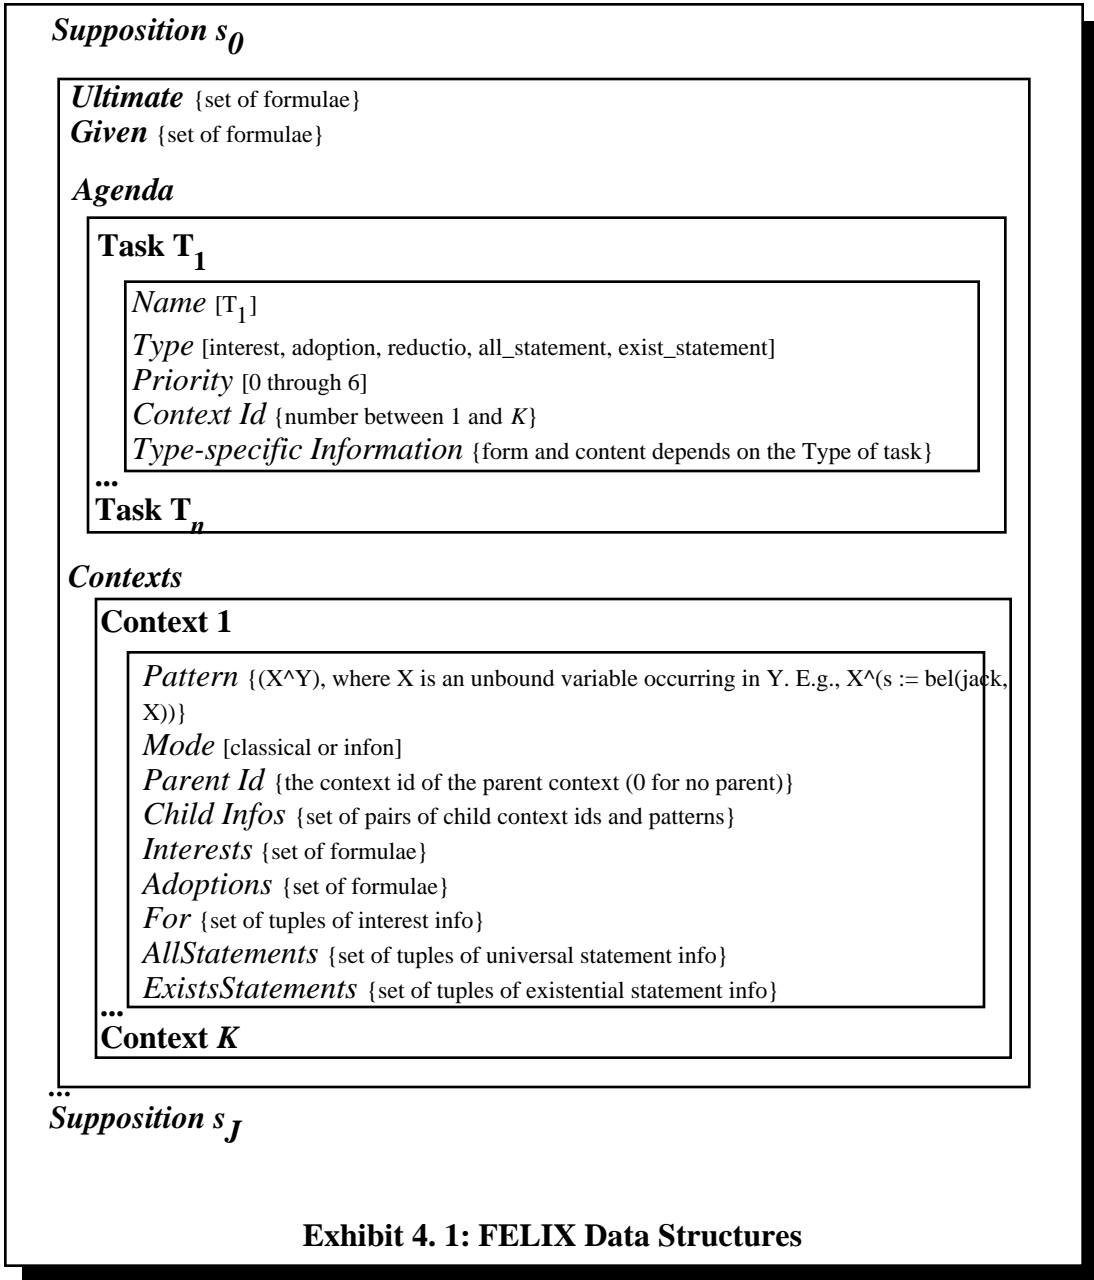 Supposition s0
Ultimate {set of formulae}
Given {set of formulae}
Agenda
Task T1
Name [T1]
Type [interest, adoption, reductio, all_statement, exist_statement]
Priority [0 through 6]
Context Id {number between 1 and K}
Type-specific Information {form and content depends on the Type of task}
...
Task Tn
Contexts
Context 1
Pattern {(X^Y), where X is an unbound variable occurring in Y. E.g., X^(s := bel(jack,
X))}
Mode [classical or infon]
Parent Id {the context id of the parent context (0 for no parent)}
Child Infos {set of pairs of child context ids and patterns}
Interests {set of formulae}
Adoptions {set of formulae}
For {set of tuples of interest info}
AllStatements {set of tuples of universal statement info}
ExistsStatements {set of tuples of existential statement info}
...
Context K
...
Supposition sJ
Exhibit 4. 1: FELIX Data Structures